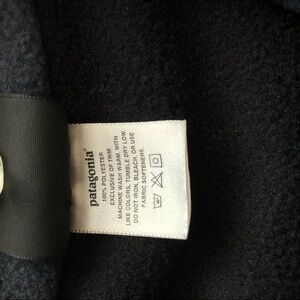 patagonia®
100% POLYESTER
EXCLUSIVE OF TRIM
MACHINE WASH WARM, WITH
LIKE COLORS, TUMBLE DRY LOW.
DO NOT IRON, BLEACH, OR USE
FABRIC SOFTENERS.